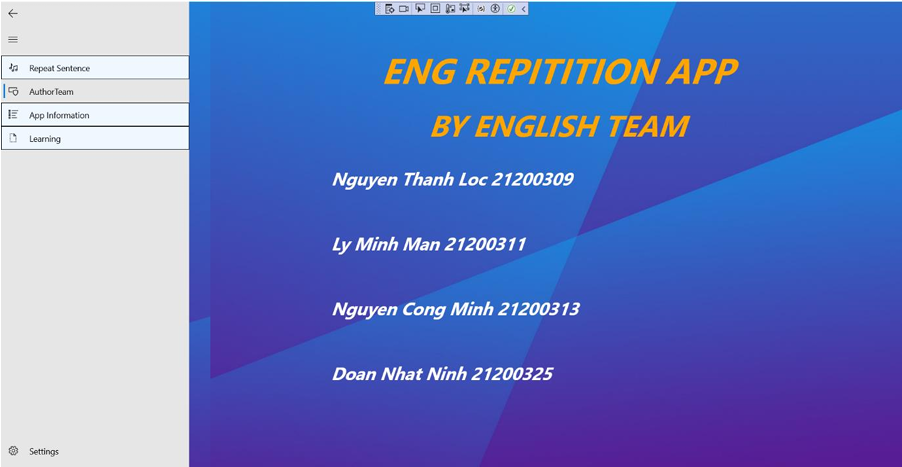 Repeat Sentence
AuthorTeam
App Information
Learning
Settings
ENG REPITITION APP
BY ENGLISH TEAM
Nguyen Thanh Loc 21200309
Ly Minh Man 21200311
Nguyen Cong Minh 21200313
Doan Nhat Ninh 21200325